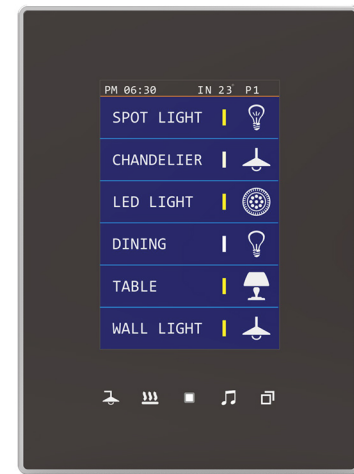 PM 06:30 IN 23° P1
SPOT LIGHT
CHANDELIER
LED LIGHT
DINING
TABLE
WALL LIGHT